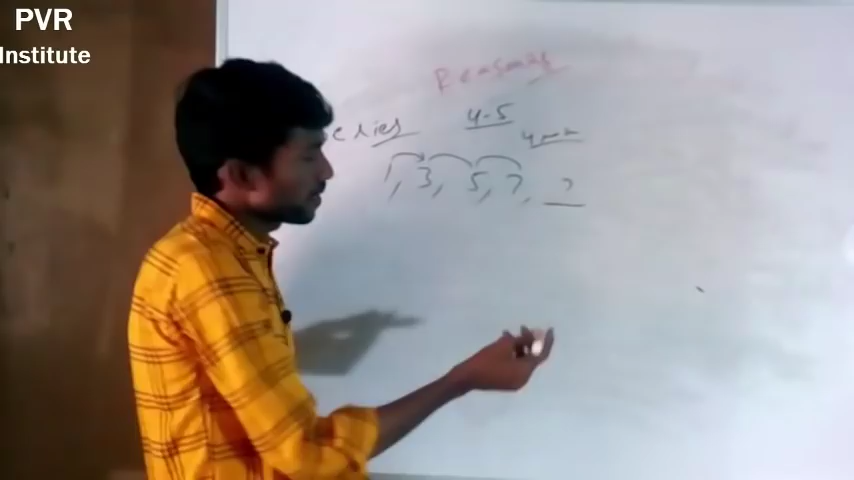 PVR
Institute
Reasoning
eries 4-5
1, 3, 5, 7, ?